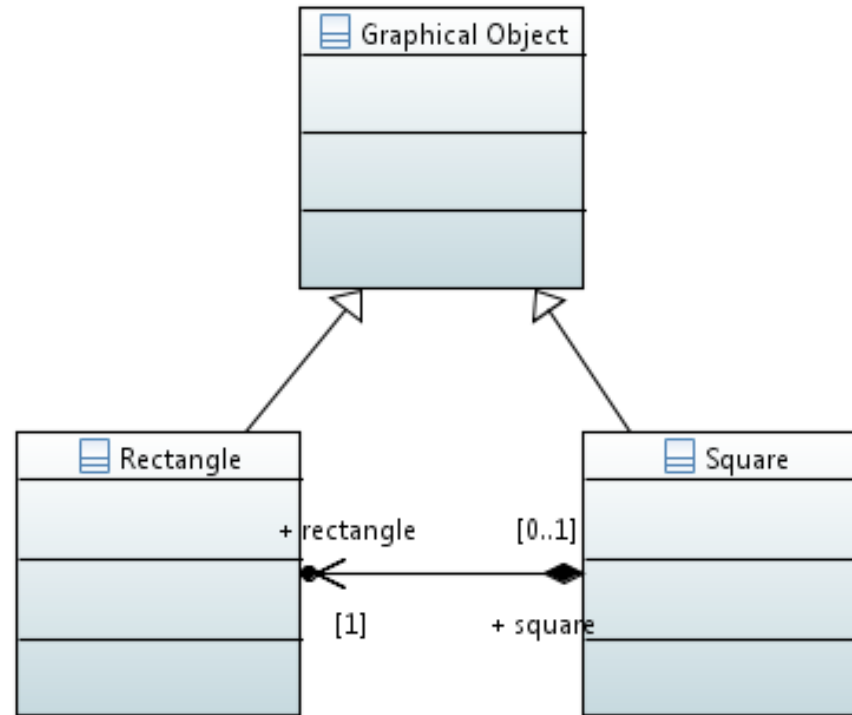 Graphical Object
Rectangle
Square
+ rectangle
[0..1]
[1]
+ square